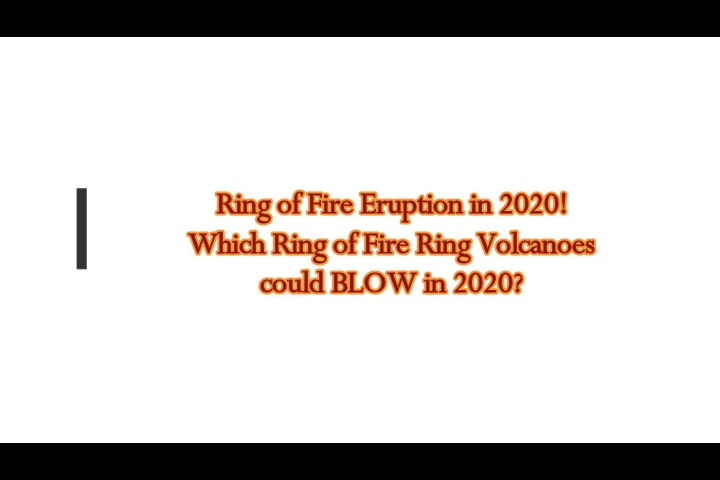 Ring of Fire Eruption in 2020!
Which Ring of Fire Ring Volcanoes
could BLOW in 2020?